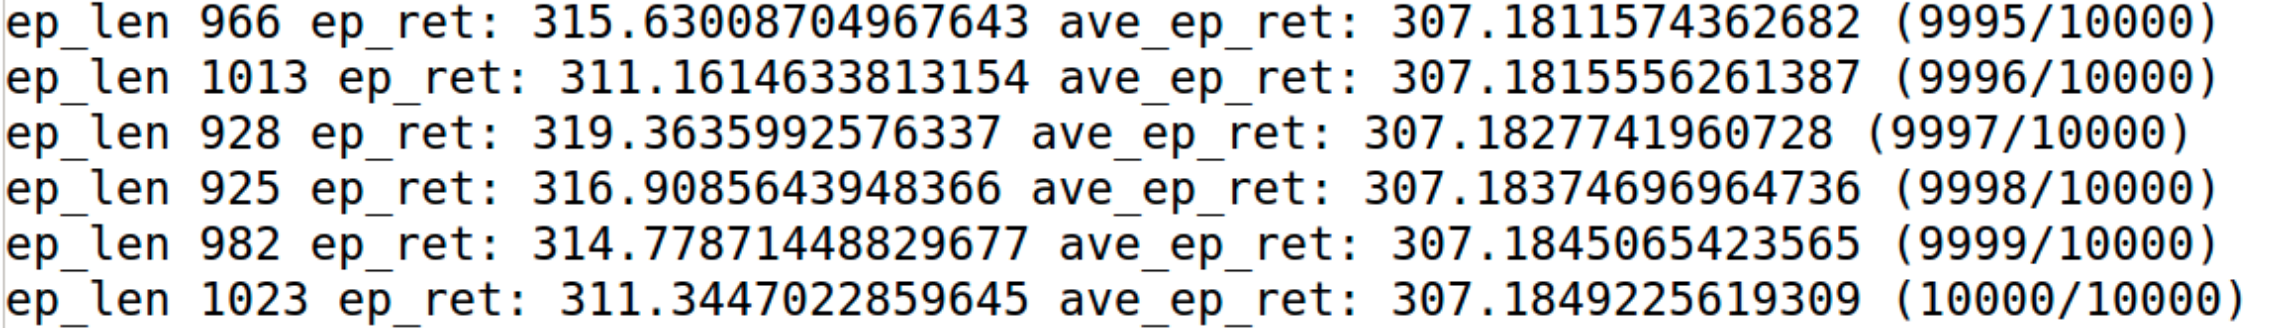 ep_len 966 ep_ret: 315.63008704967643 ave_ep_ret: 307.1811574362682 (9995/10000)
ep_len 1013 ep_ret: 311.1614633813154 ave_ep_ret: 307.1815556261387 (9996/10000)
ep_len 928 ep_ret: 319.3635992576337 ave_ep_ret: 307.1827741960728 (9997/10000)
ep_len 925 ep_ret: 316.9085643948366 ave_ep_ret: 307.18374696964736 (9998/10000)
ep_len 982 ep_ret: 314.77871448829677 ave_ep_ret: 307.1845065423565 (9999/10000)
ep_len 1023 ep_ret: 311.3447022859645 ave_ep_ret: 307.1849225619309 (10000/10000)